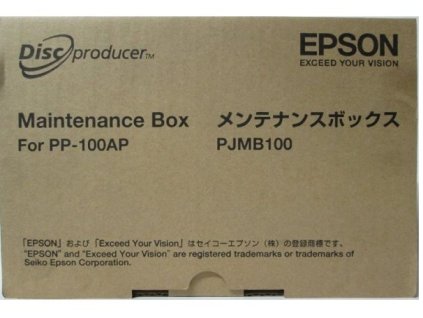 Disc producer TM
EPSON
EXCEED YOUR VISION
Maintenance Box
メンテナンスボックス
For PP-100AP
PJMB100
「EPSON」および「Exceed Your Vision」はセイコーエプソン（株）の登録商標です。
"EPSON" and "Exceed Your Vision" are registered trademarks or trademarks of
Seiko Epson Corporation.